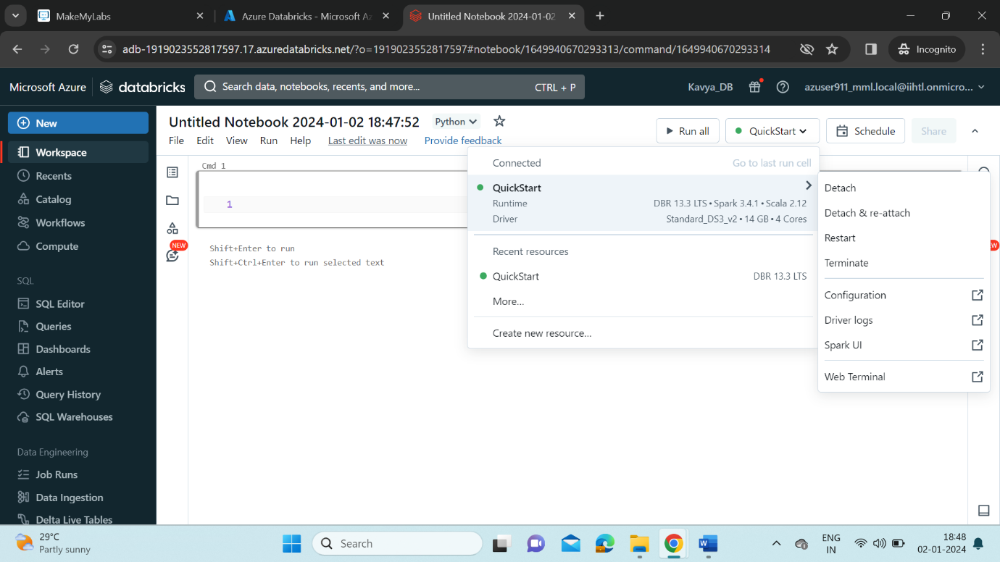 MakeMyLabs
Azure Databricks - Microsoft Az
Untitled Notebook 2024-01-02
adb-1919023552817597.17.azuredatabricks.net/?o=1919023552817597#notebook/1649940670293313/command/1649940670293314
Incognito
Microsoft Azure
databricks
Search data, notebooks, recents, and more...
CTRL + P
Kavya_DB
azuser911_mml.local@iihtl.onmicro...
New
Workspace
Recents
Catalog
Workflows
Compute
SQL
SQL Editor
Queries
Dashboards
Alerts
Query History
SQL Warehouses
Data Engineering
Job Runs
Data Ingestion
Delta Live Tables
Untitled Notebook 2024-01-02 18:47:52
Python
File Edit View Run Help Last edit was now Provide feedback
Run all
QuickStart
Schedule
Share
NEW
Cmd 1
1
Shift+Enter to run
Shift+Ctrl+Enter to run selected text
Connected
Go to last run cell
QuickStart
Runtime
DBR 13.3 LTS • Spark 3.4.1 • Scala 2.12
Driver
Standard_DS3_v2 • 14 GB • 4 Cores
Recent resources
QuickStart
DBR 13.3 LTS
More...
Create new resource...
Detach
Detach & re-attach
Restart
Terminate
Configuration
Driver logs
Spark UI
Web Terminal
29°C
Partly sunny
Search
ENG
IN
18:48
02-01-2024